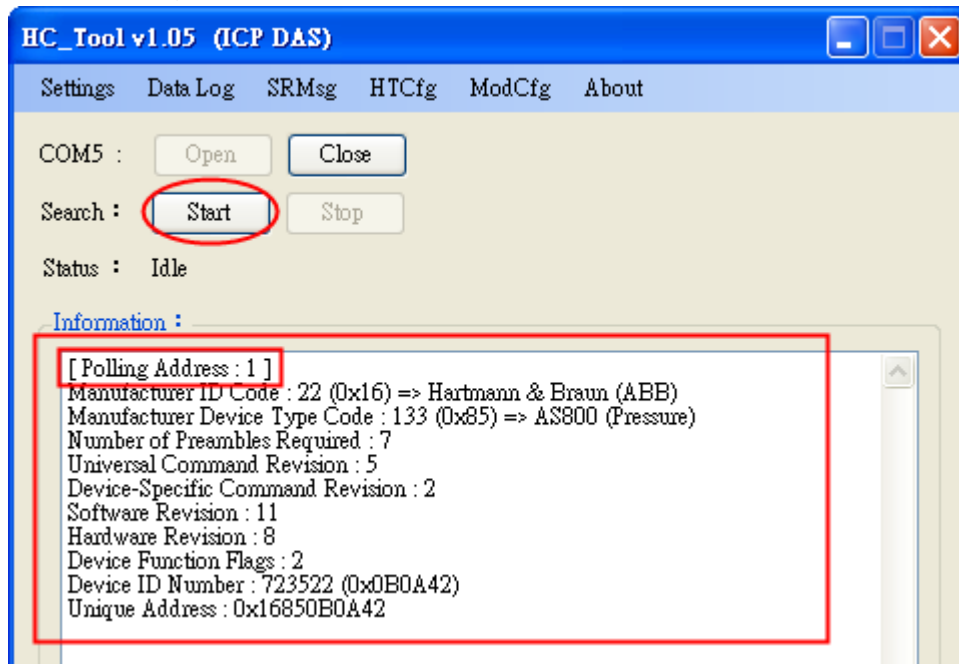 HC_Tool v1.05 (ICP DAS)
Settings Data Log SRMsg HTCfg ModCfg About
COM5 : Open Close
Search : Start Stop
Status : Idle
Information :
[ Polling Address : 1 ]
Manufacturer ID Code : 22 (0x16) => Hartmann & Braun (ABB)
Manufacturer Device Type Code : 133 (0x85) => AS800 (Pressure)
Number of Preambles Required : 7
Universal Command Revision : 5
Device-Specific Command Revision : 2
Software Revision : 11
Hardware Revision : 8
Device Function Flags : 2
Device ID Number : 723522 (0x0B0A42)
Unique Address : 0x16850B0A42